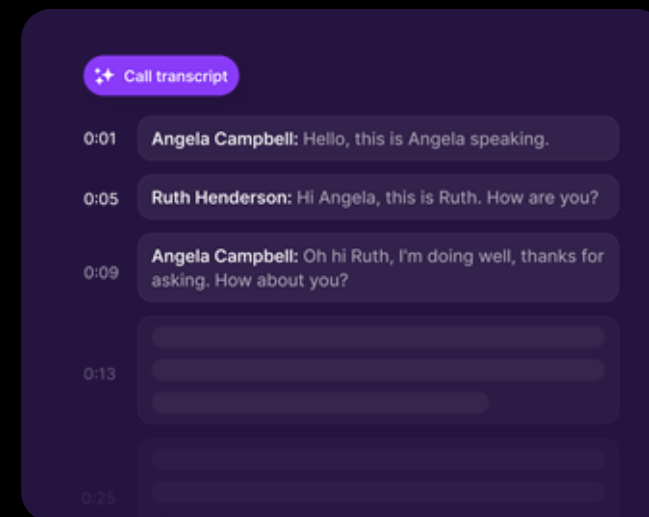 Call transcript
0:01 Angela Campbell: Hello, this is Angela speaking.
0:05 Ruth Henderson: Hi Angela, this is Ruth. How are you?
0:09 Angela Campbell: Oh hi Ruth, I'm doing well, thanks for
asking. How about you?
0:13
0:25